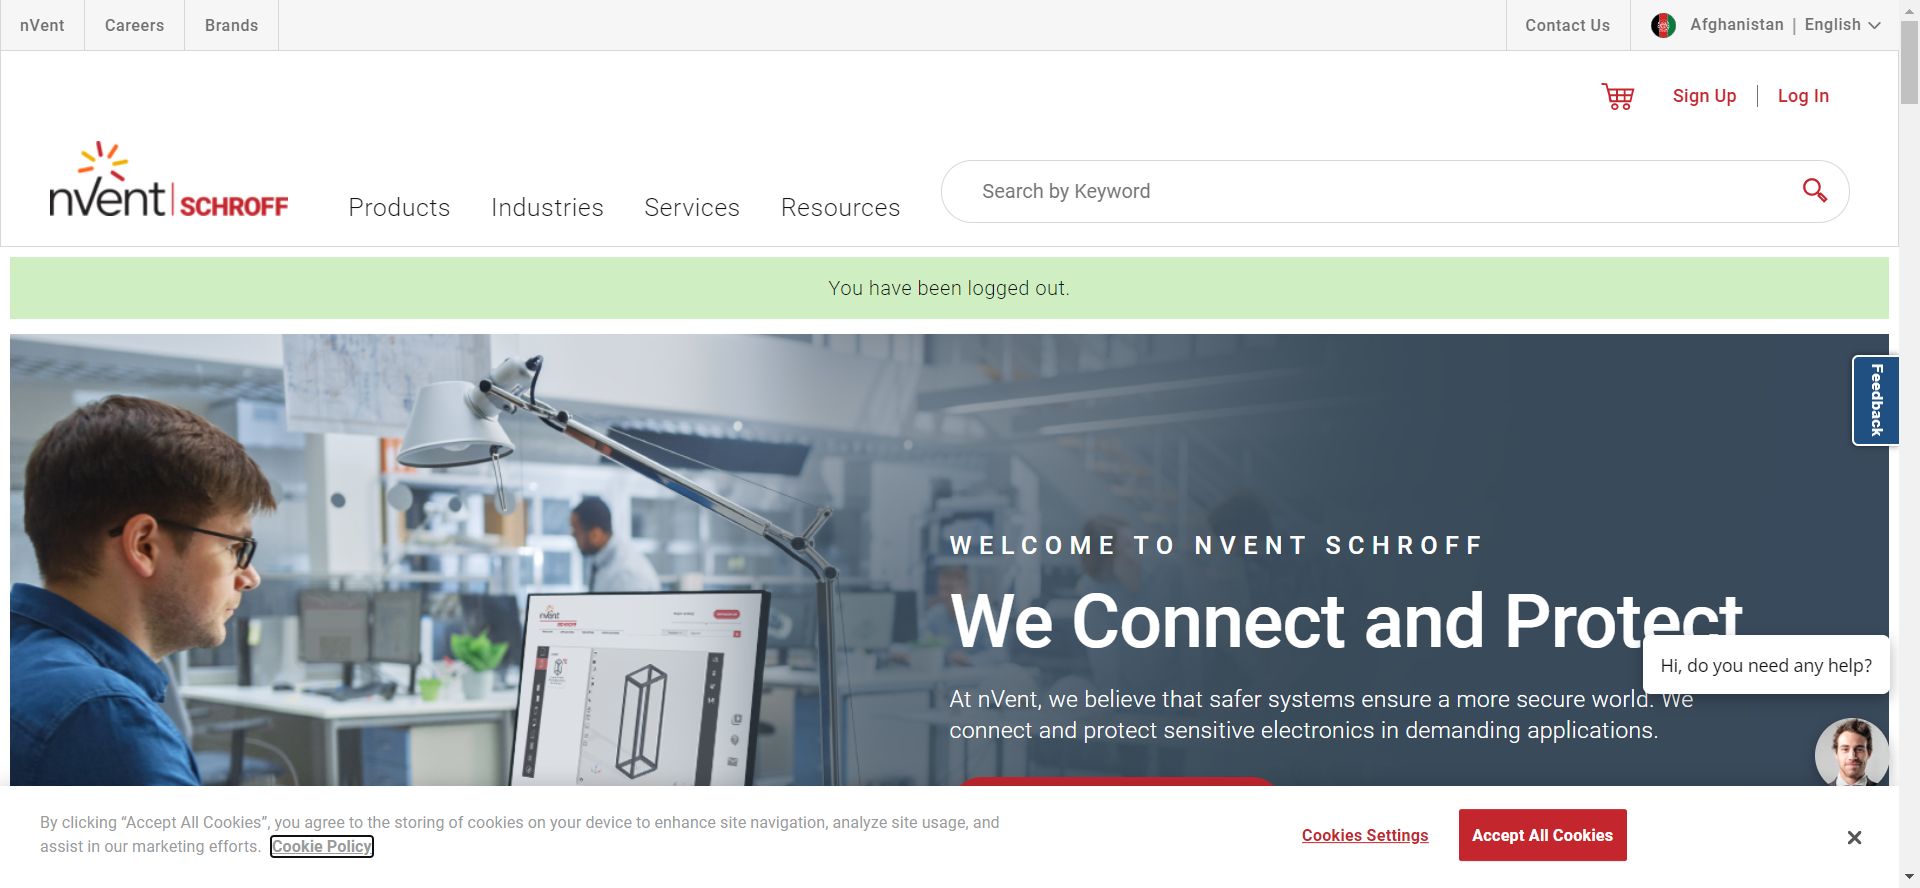 nVent
Careers
Brands
Contact Us
Afghanistan | English
Sign Up
Log In
nVent | SCHROFF
Products
Industries
Services
Resources
Search by Keyword
You have been logged out.
Feedback
WELCOME TO NVENT SCHROFF
We Connect and Protect
Hi, do you need any help?
At nVent, we believe that safer systems ensure a more secure world. We
connect and protect sensitive electronics in demanding applications.
By clicking “Accept All Cookies”, you agree to the storing of cookies on your device to enhance site navigation, analyze site usage, and
assist in our marketing efforts. Cookie Policy
Cookies Settings
Accept All Cookies